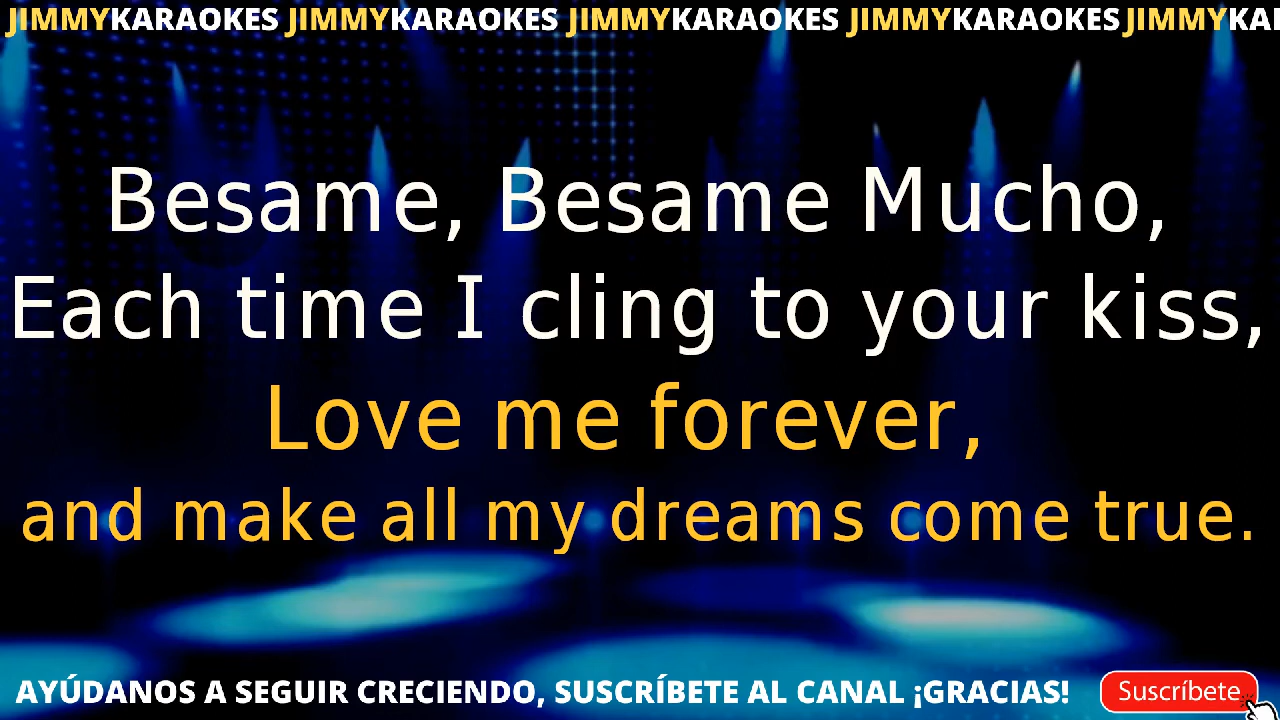 JIMMYKARAOKES JIMMYKARAOKES JIMMYKARAOKES JIMMYKARAOKES JIMMYKA
Besame, Besame Mucho,
Each time I cling to your kiss,
Love me forever,
and make all my dreams come true.
AYÚDANOS A SEGUIR CRECIENDO, SUSCRÍBETE AL CANAL ¡GRACIAS! Suscríbete